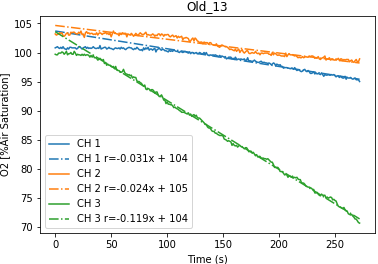 Old_13
O2 [%Air Saturation]
105
100
95
90
85
80
75
70
CH 1
CH 1 r=-0.031x + 104
CH 2
CH 2 r=-0.024x + 105
CH 3
CH 3 r=-0.119x + 104
0
50
100
150
200
250
Time (s)